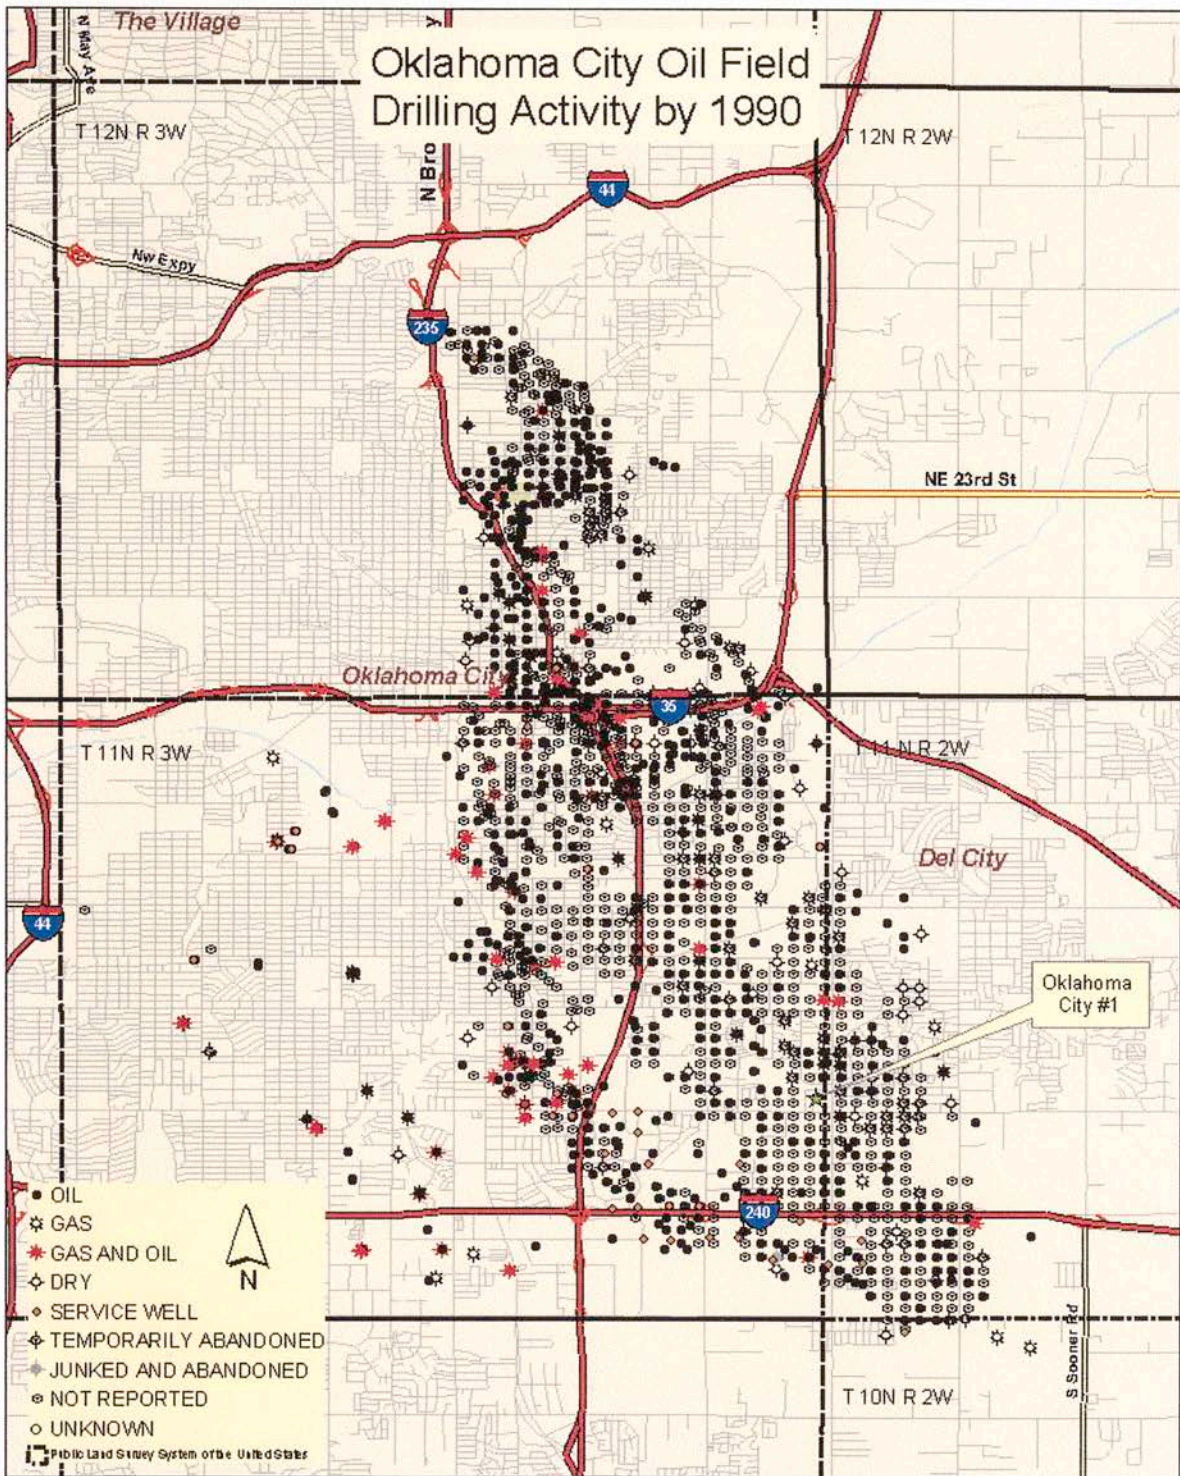 The Village
N May Ave
Oklahoma City Oil Field
Drilling Activity by 1990
T 12N R 3W
T 12N R 2W
N Bro
y
44
Nw Expy
235
NE 23rd St
Oklahoma City
35
T 11N R 3W
N R 2W
Del City
44
Oklahoma
City #1
240
OIL
GAS
GAS AND OIL
DRY
SERVICE WELL
TEMPORARILY ABANDONED
JUNKED AND ABANDONED
NOT REPORTED
UNKNOWN
Public Land Survey System of the United States
N
S Sooner Rd
T 10N R 2W